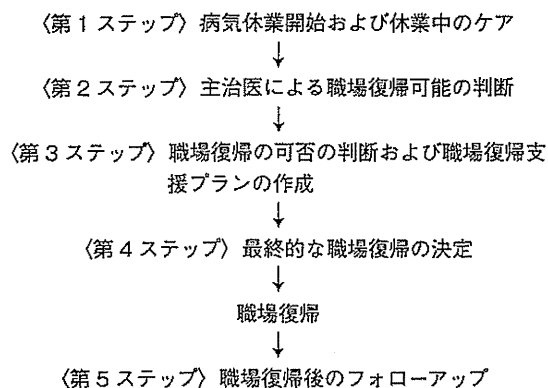 〈第１ステップ〉病気休業開始および休業中のケア
↓
〈第２ステップ〉主治医による職場復帰可能の判断
↓
〈第３ステップ〉職場復帰の可否の判断および職場復帰支
援プランの作成
↓
〈第４ステップ〉最終的な職場復帰の決定
↓
職場復帰
↓
〈第５ステップ〉職場復帰後のフォローアップ